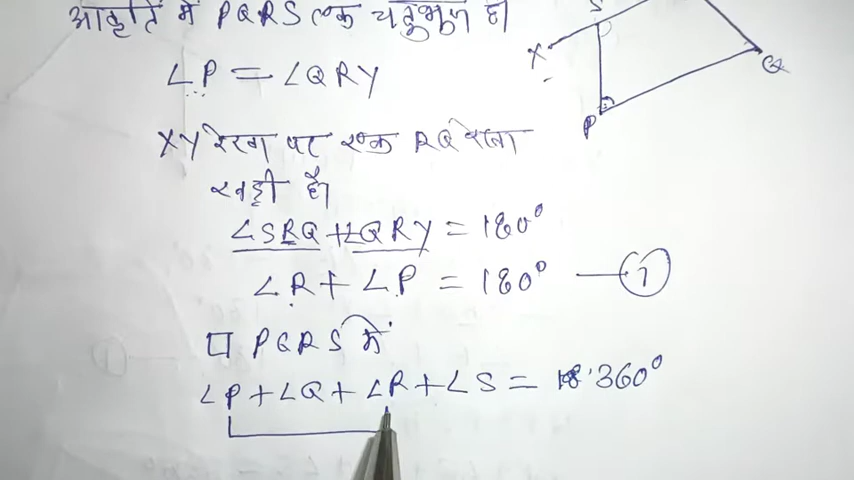 आकृति में PQRS एक चतुर्भुज है।
S
X
Q
P
∠P = ∠QRY
XY रेखा पर एक RQ रेखा
खड़ी है।
∠SRQ + ∠QRY = 180°
∠R + ∠P = 180° — 1
□ PQRS में
∠P + ∠Q + ∠R + ∠S = 360°